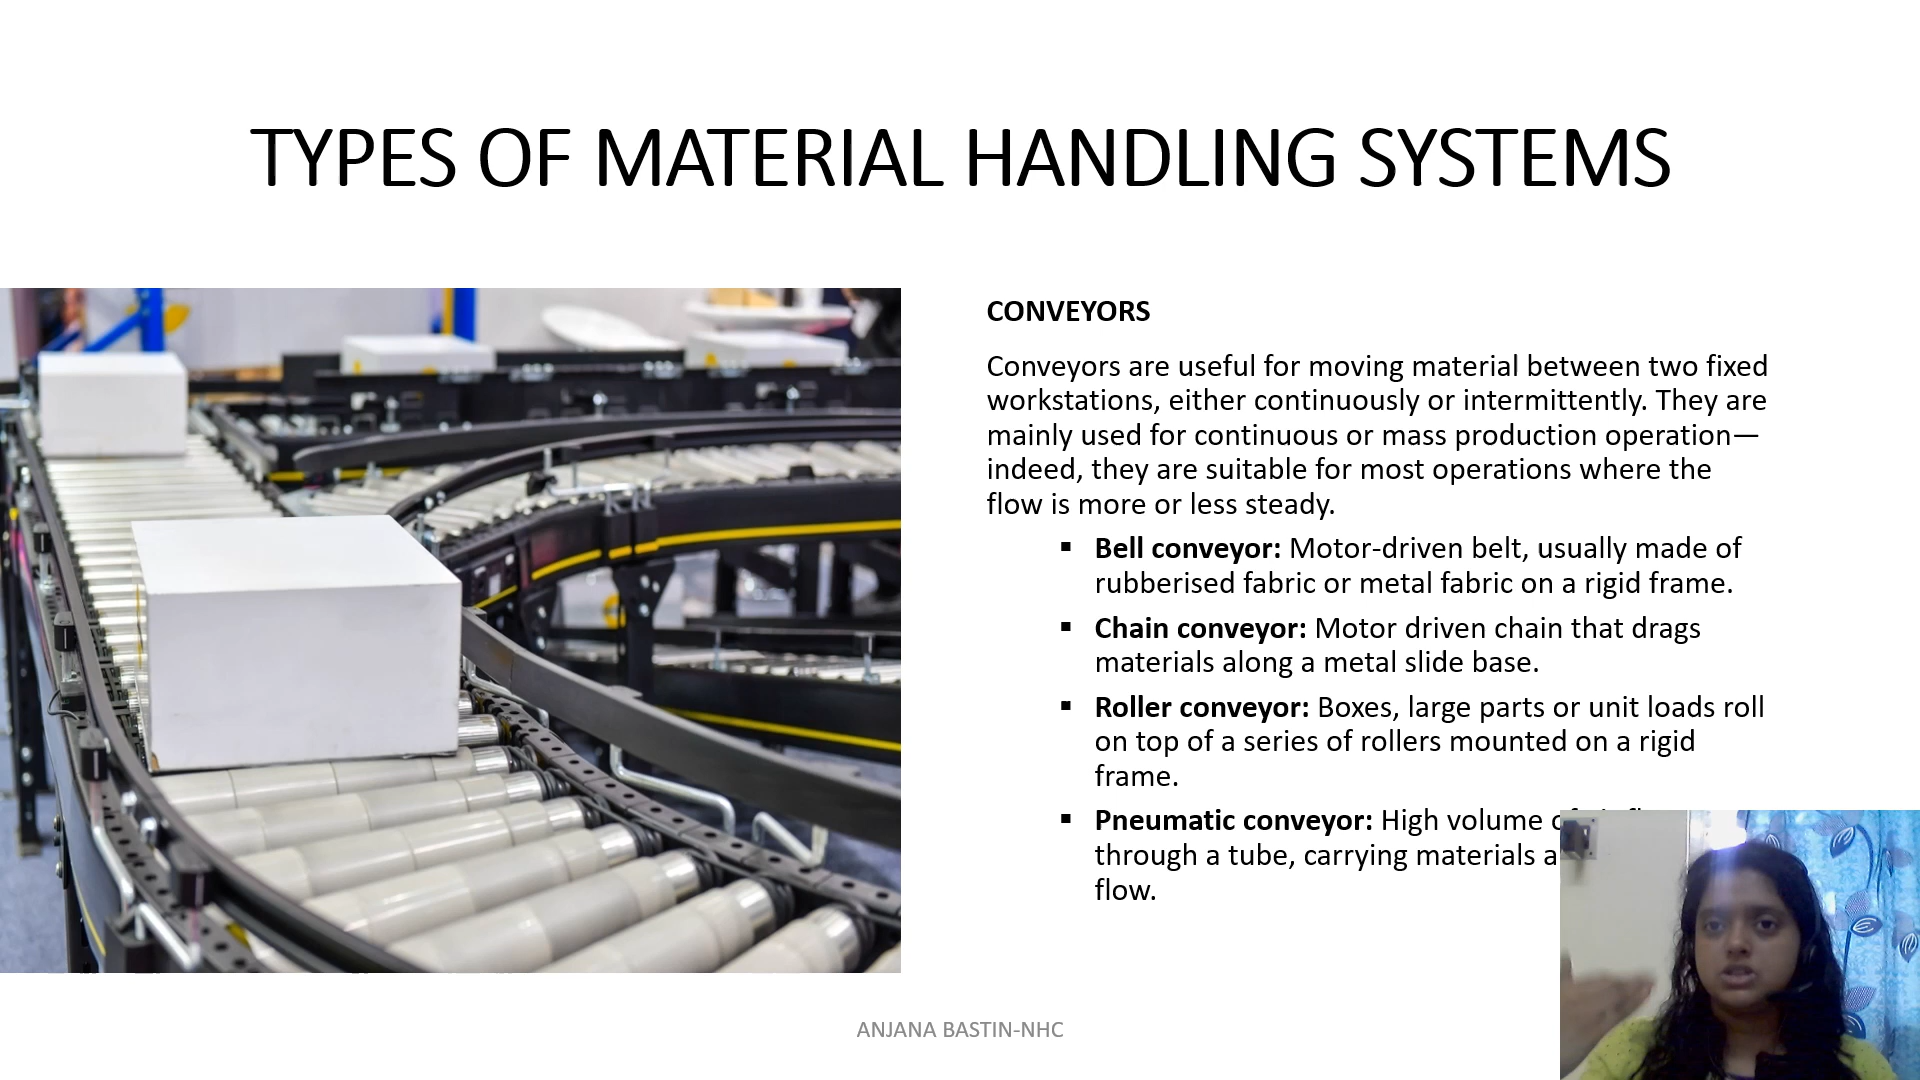 TYPES OF MATERIAL HANDLING SYSTEMS
CONVEYORS
Conveyors are useful for moving material between two fixed
workstations, either continuously or intermittently. They are
mainly used for continuous or mass production operation—
indeed, they are suitable for most operations where the
flow is more or less steady.
▪ Bell conveyor: Motor-driven belt, usually made of
rubberised fabric or metal fabric on a rigid frame.
▪ Chain conveyor: Motor driven chain that drags
materials along a metal slide base.
▪ Roller conveyor: Boxes, large parts or unit loads roll
on top of a series of rollers mounted on a rigid
frame.
▪ Pneumatic conveyor: High volume
through a tube, carrying materials
flow.
ANJANA BASTIN-NHC